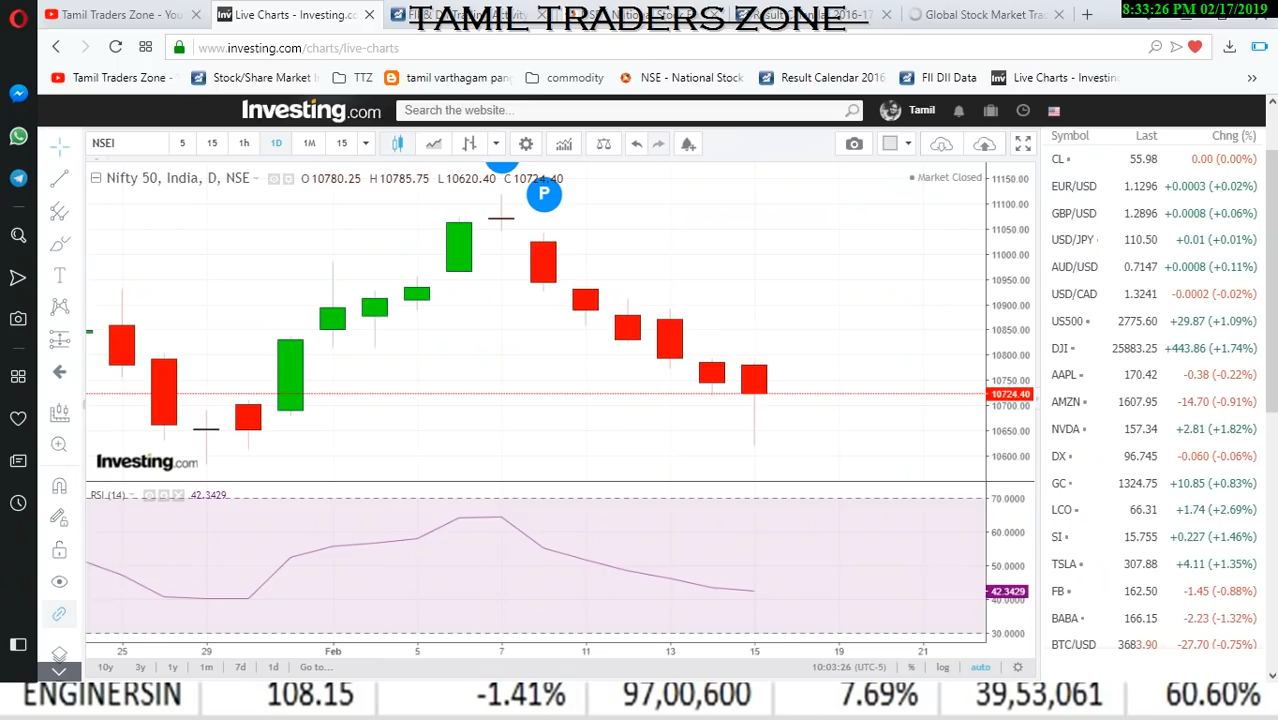 Tamil Traders Zone - You
Live Charts - Investing.co
TAMIL TRADERS ZONE
Result Calendar 2016-17
Global Stock Market Tra
8:33:26 PM 02/17/2019
www.investing.com/charts/live-charts
Tamil Traders Zone -
Stock/Share Market I
TTZ
tamil varthagam pang
commodity
NSE - National Stock
Result Calendar 2016
FII DII Data
Live Charts - Investin
Investing.com
Search the website...
Tamil
NSEI 5 15 1h 1D 1M 15
Nifty 50, India, D, NSE O 10780.25 H 10785.75 L 10620.40 C 10724.40
Market Closed
P
11150.00
11100.00
11050.00
11000.00
10950.00
10900.00
10850.00
10800.00
10750.00
10724.40
10700.00
10650.00
10600.00
Investing.com
RSI (14) 42.3429
70.0000
60.0000
50.0000
42.3429
40.0000
30.0000
25 29 Feb 5 7 11 13 15 19 21
10y 3y 1y 1m 7d 1d Go to... 10:03:26 (UTC-5) % log auto
Symbol Last Chng (%)
CL 55.98 0.00 (0.00%)
EUR/USD 1.1296 +0.0003 (+0.02%)
GBP/USD 1.2896 +0.0008 (+0.06%)
USD/JPY 110.50 +0.01 (+0.01%)
AUD/USD 0.7147 +0.0008 (+0.11%)
USD/CAD 1.3241 -0.0002 (-0.02%)
US500 2775.60 +29.87 (+1.09%)
DJI 25883.25 +443.86 (+1.74%)
AAPL 170.42 -0.38 (-0.22%)
AMZN 1607.95 -14.70 (-0.91%)
NVDA 157.34 +2.81 (+1.82%)
DX 96.745 -0.060 (-0.06%)
GC 1324.75 +10.85 (+0.83%)
LCO 66.31 +1.74 (+2.69%)
SI 15.755 +0.227 (+1.46%)
TSLA 307.88 +4.11 (+1.35%)
FB 162.50 -1.45 (-0.88%)
BABA 166.15 -2.23 (-1.32%)
BTC/USD 3683.90 -27.70 (-0.75%)
ENGINERSIN 108.15 -1.41% 97,00,600 7.69% 39,53,061 60.60%